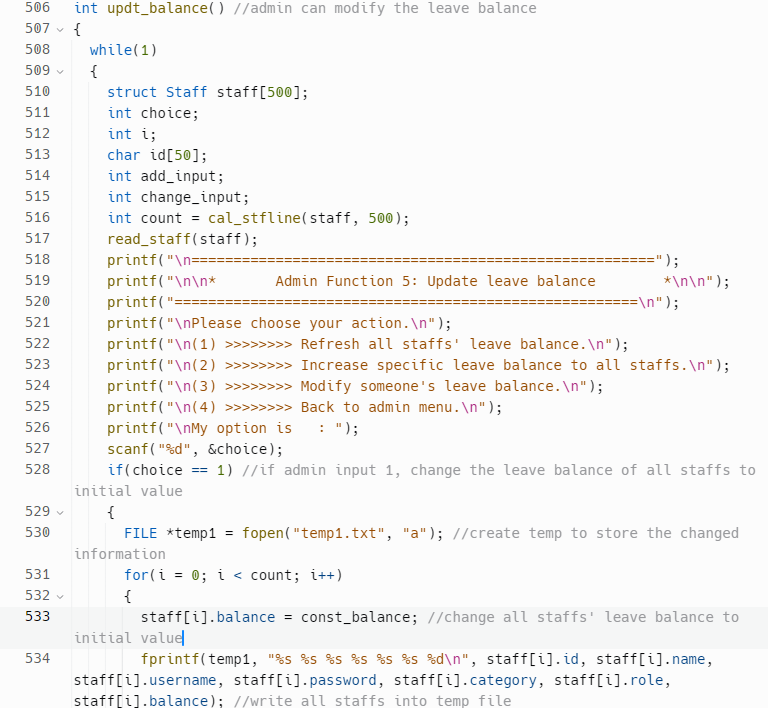 506 int updt_balance() //admin can modify the leave balance
507 {
508 while(1)
509 {
510 struct Staff staff[500];
511 int choice;
512 int i;
513 char id[50];
514 int add_input;
515 int change_input;
516 int count = cal_stfline(staff, 500);
517 read_staff(staff);
518 printf("\n=======================================================");
519 printf("\n\n*       Admin Function 5: Update leave balance        *\n\n");
520 printf("=======================================================\n");
521 printf("\nPlease choose your action.\n");
522 printf("\n(1) >>>>>>>> Refresh all staffs' leave balance.\n");
523 printf("\n(2) >>>>>>>> Increase specific leave balance to all staffs.\n");
524 printf("\n(3) >>>>>>>> Modify someone's leave balance.\n");
525 printf("\n(4) >>>>>>>> Back to admin menu.\n");
526 printf("\nMy option is   : ");
527 scanf("%d", &choice);
528 if(choice == 1) //if admin input 1, change the leave balance of all staffs to
initial value
529 {
530 FILE *temp1 = fopen("temp1.txt", "a"); //create temp to store the changed
information
531 for(i = 0; i < count; i++)
532 {
533 staff[i].balance = const_balance; //change all staffs' leave balance to
initial value
534 fprintf(temp1, "%s %s %s %s %s %s %d\n", staff[i].id, staff[i].name,
staff[i].username, staff[i].password, staff[i].category, staff[i].role,
staff[i].balance); //write all staffs into temp file